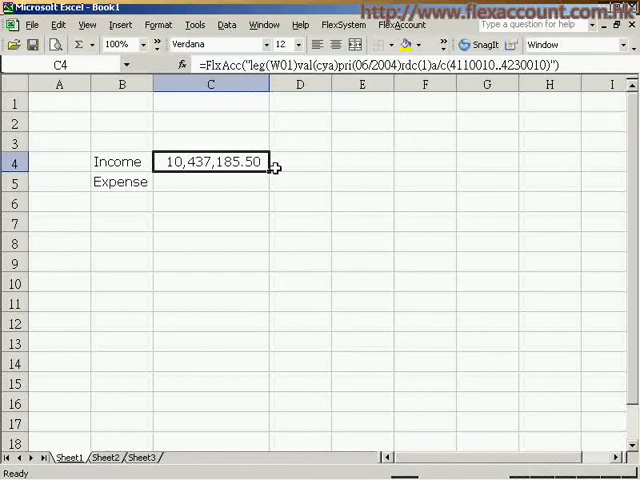 Microsoft Excel - Book1
http://www.flexaccount.com.hk
File Edit View Insert Format Tools Data Window Help FlexSystem FlexAccount Type a question for help
100% Verdana 12 SnagIt Window
C4 fx =FlxAcc("leg(W01)val(cya)pri(06/2004)rdc(1)a/c(4110010..4230010)")
A B C D E F G H I
1
2
3
4 Income 10,437,185.50
5 Expense
6
7
8
9
10
11
12
13
14
15
16
17
18
Sheet1 Sheet2 Sheet3
Ready